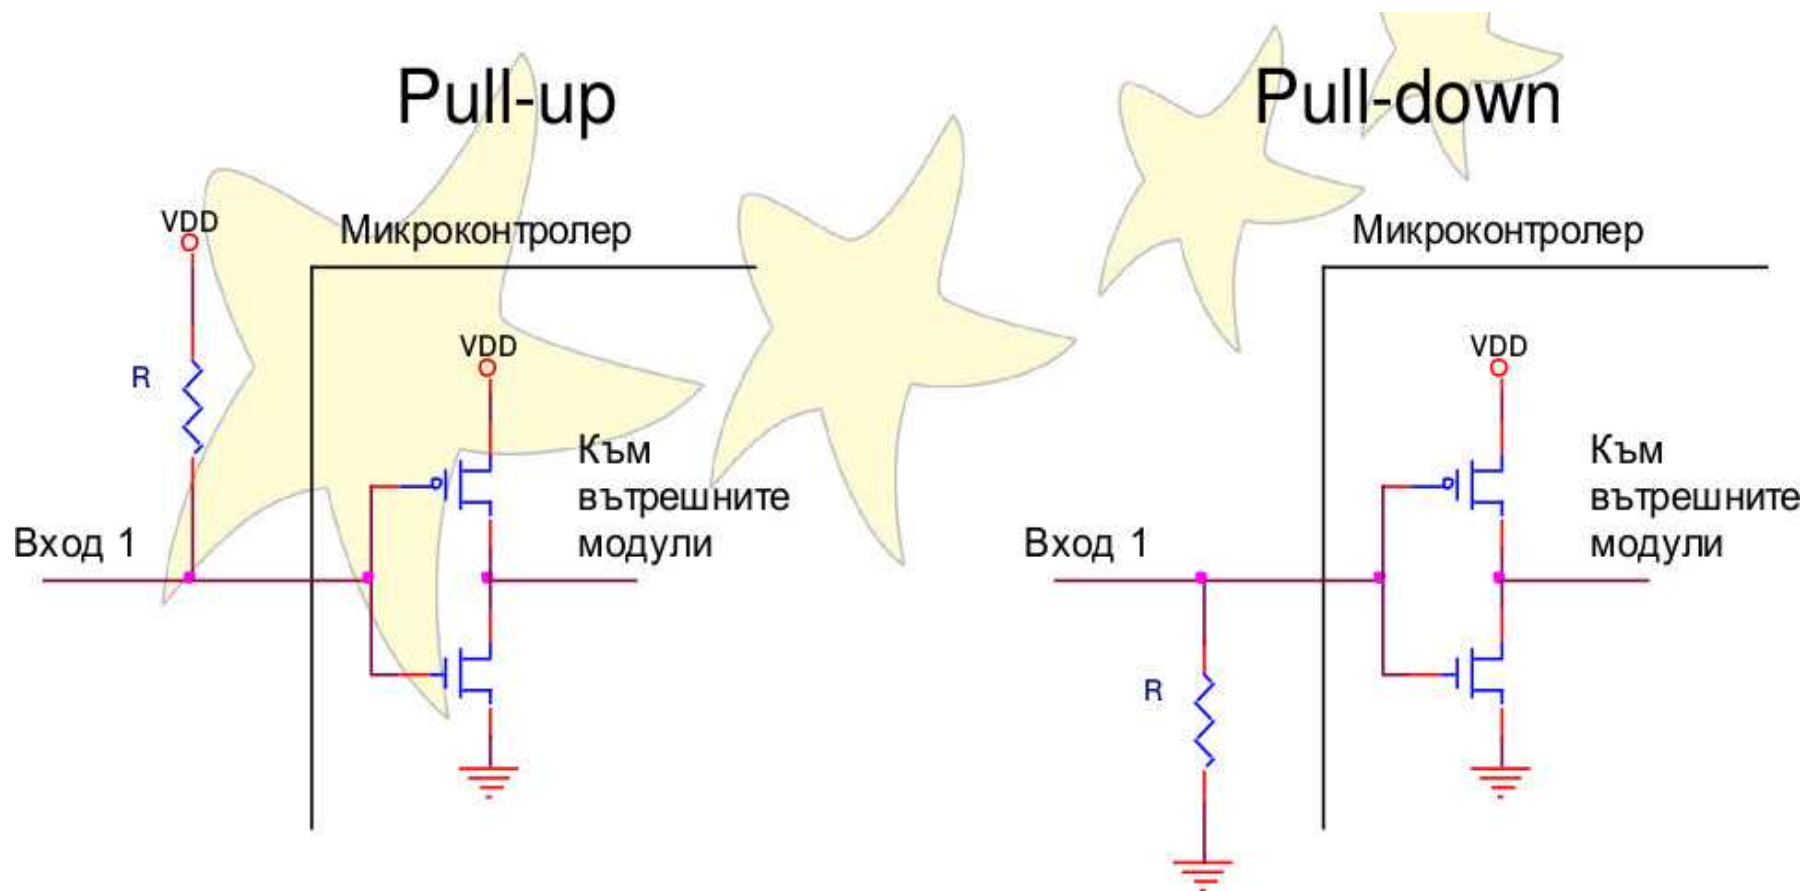 Pull-up
VDD
Микроконтролер
VDD
R
Към
вътрешните
модули
Вход 1
Pull-down
Микроконтролер
VDD
Към
вътрешните
модули
Вход 1
R